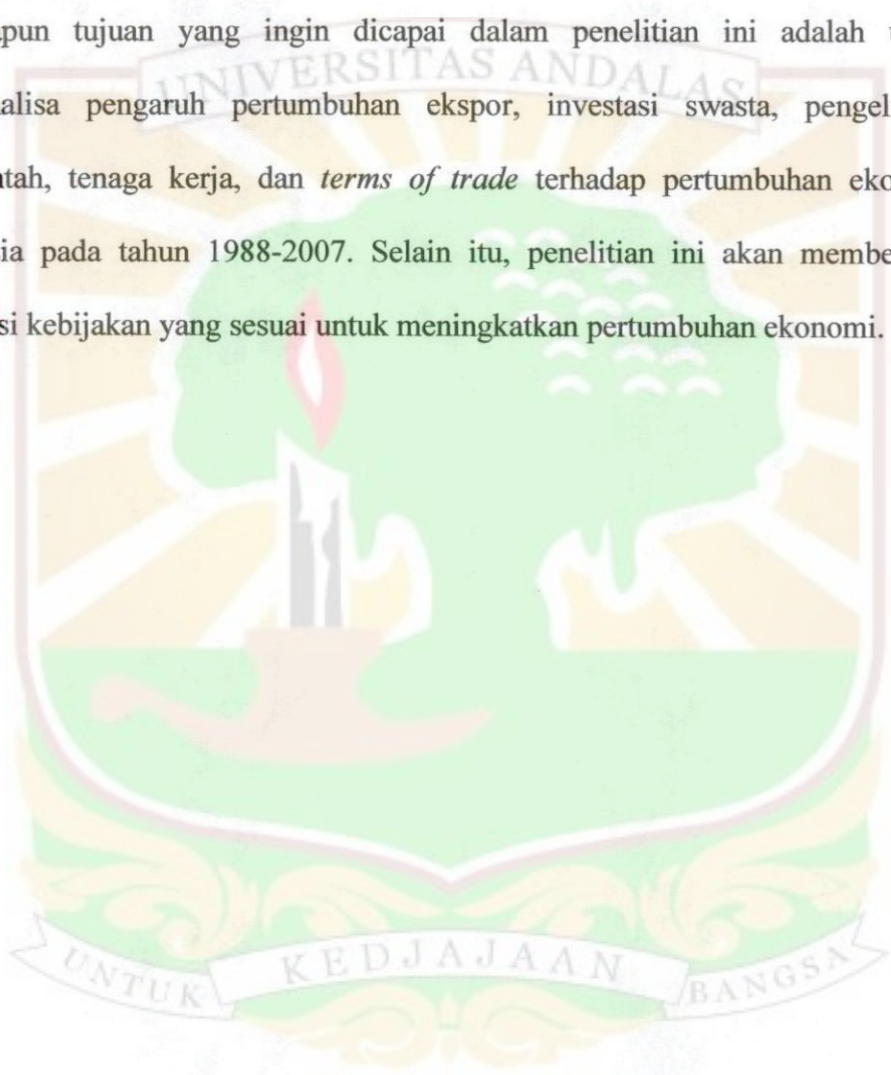 pun tujuan yang ingin dicapai dalam penelitian ini adalah
UNIVERSITAS ANDALAS
alisa pengaruh pertumbuhan ekspor, investasi swasta, pengel
ntah, tenaga kerja, dan terms of trade terhadap pertumbuhan eko
ia pada tahun 1988-2007. Selain itu, penelitian ini akan membe
si kebijakan yang sesuai untuk meningkatkan pertumbuhan ekonomi.
UNTUK KEDJAJAAN BANGSA